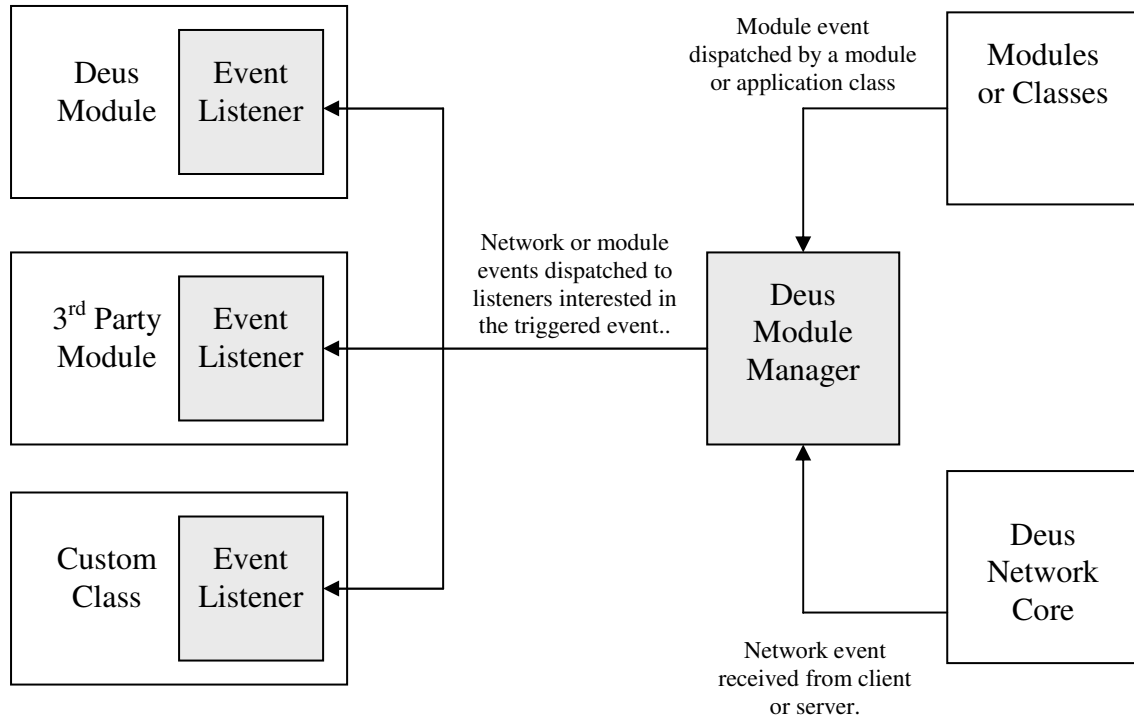 Deus
Module
Event
Listener
Module event
dispatched by a module
or application class
Modules
or Classes
Network or module
events dispatched to
listeners interested in
the triggered event..
3rd Party
Module
Event
Listener
Deus
Module
Manager
Custom
Class
Event
Listener
Deus
Network
Core
Network event
received from client
or server.